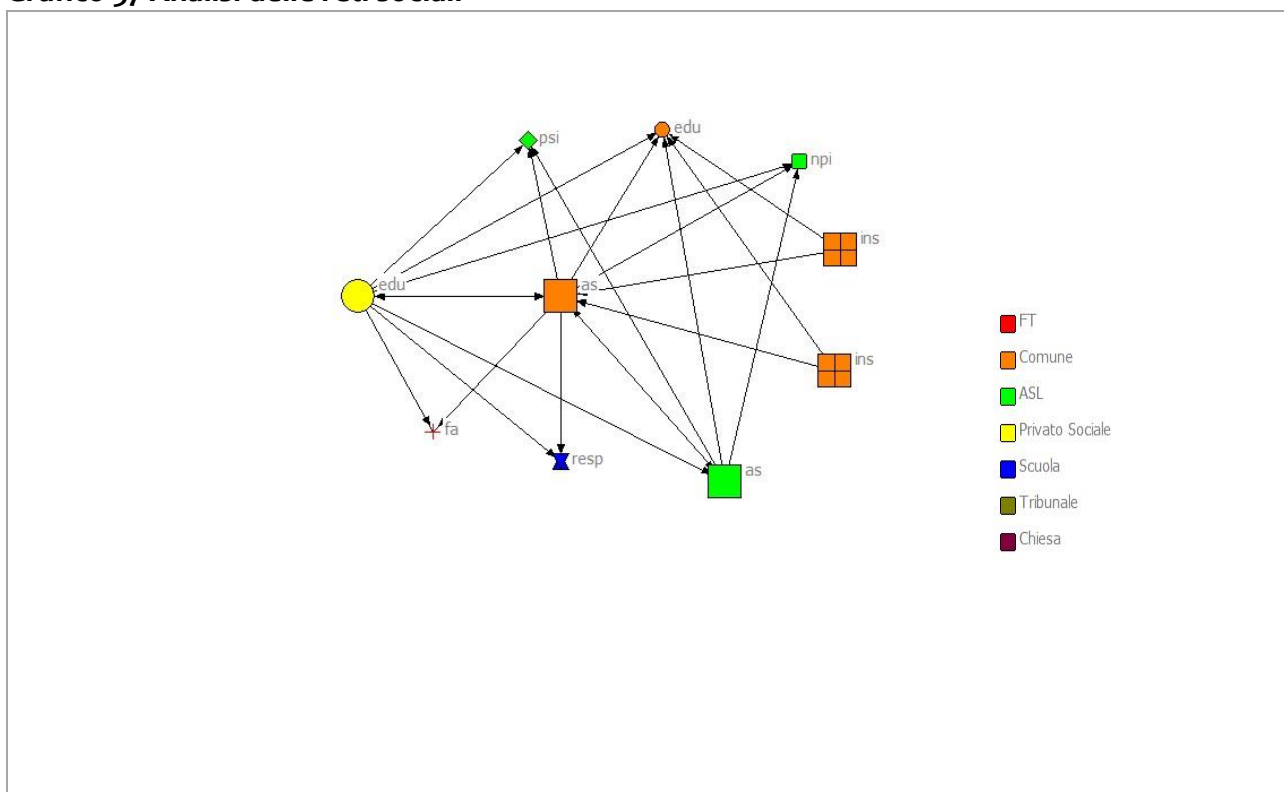 psi
edu
npi
ins
edu
as
ins
fa
resp
as
FT
Comune
ASL
Privato Sociale
Scuola
Tribunale
Chiesa